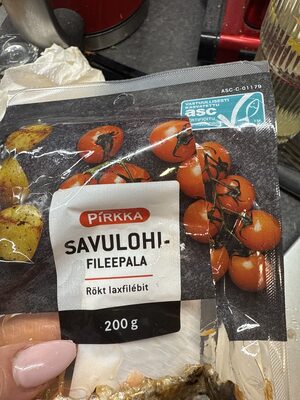 ASC-C-01179
VASTUULLISESTI
KASVATETTU
asc
PIRKKA
SAVULOHI-
FILEEPALA
Rökt laxfilébit
200 g